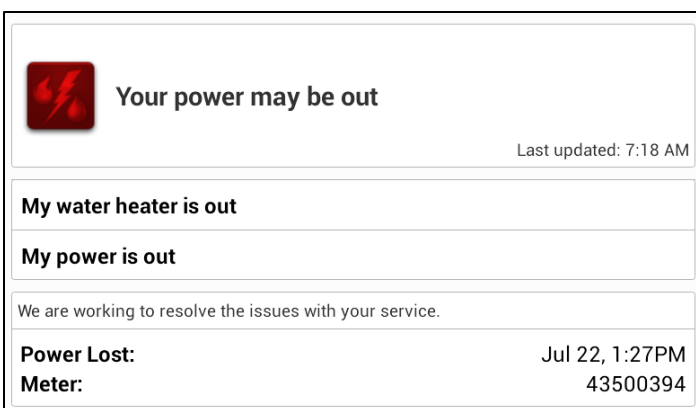 Your power may be out
Last updated: 7:18 AM
My water heater is out
My power is out
We are working to resolve the issues with your service.
Power Lost: Jul 22, 1:27PM
Meter: 43500394